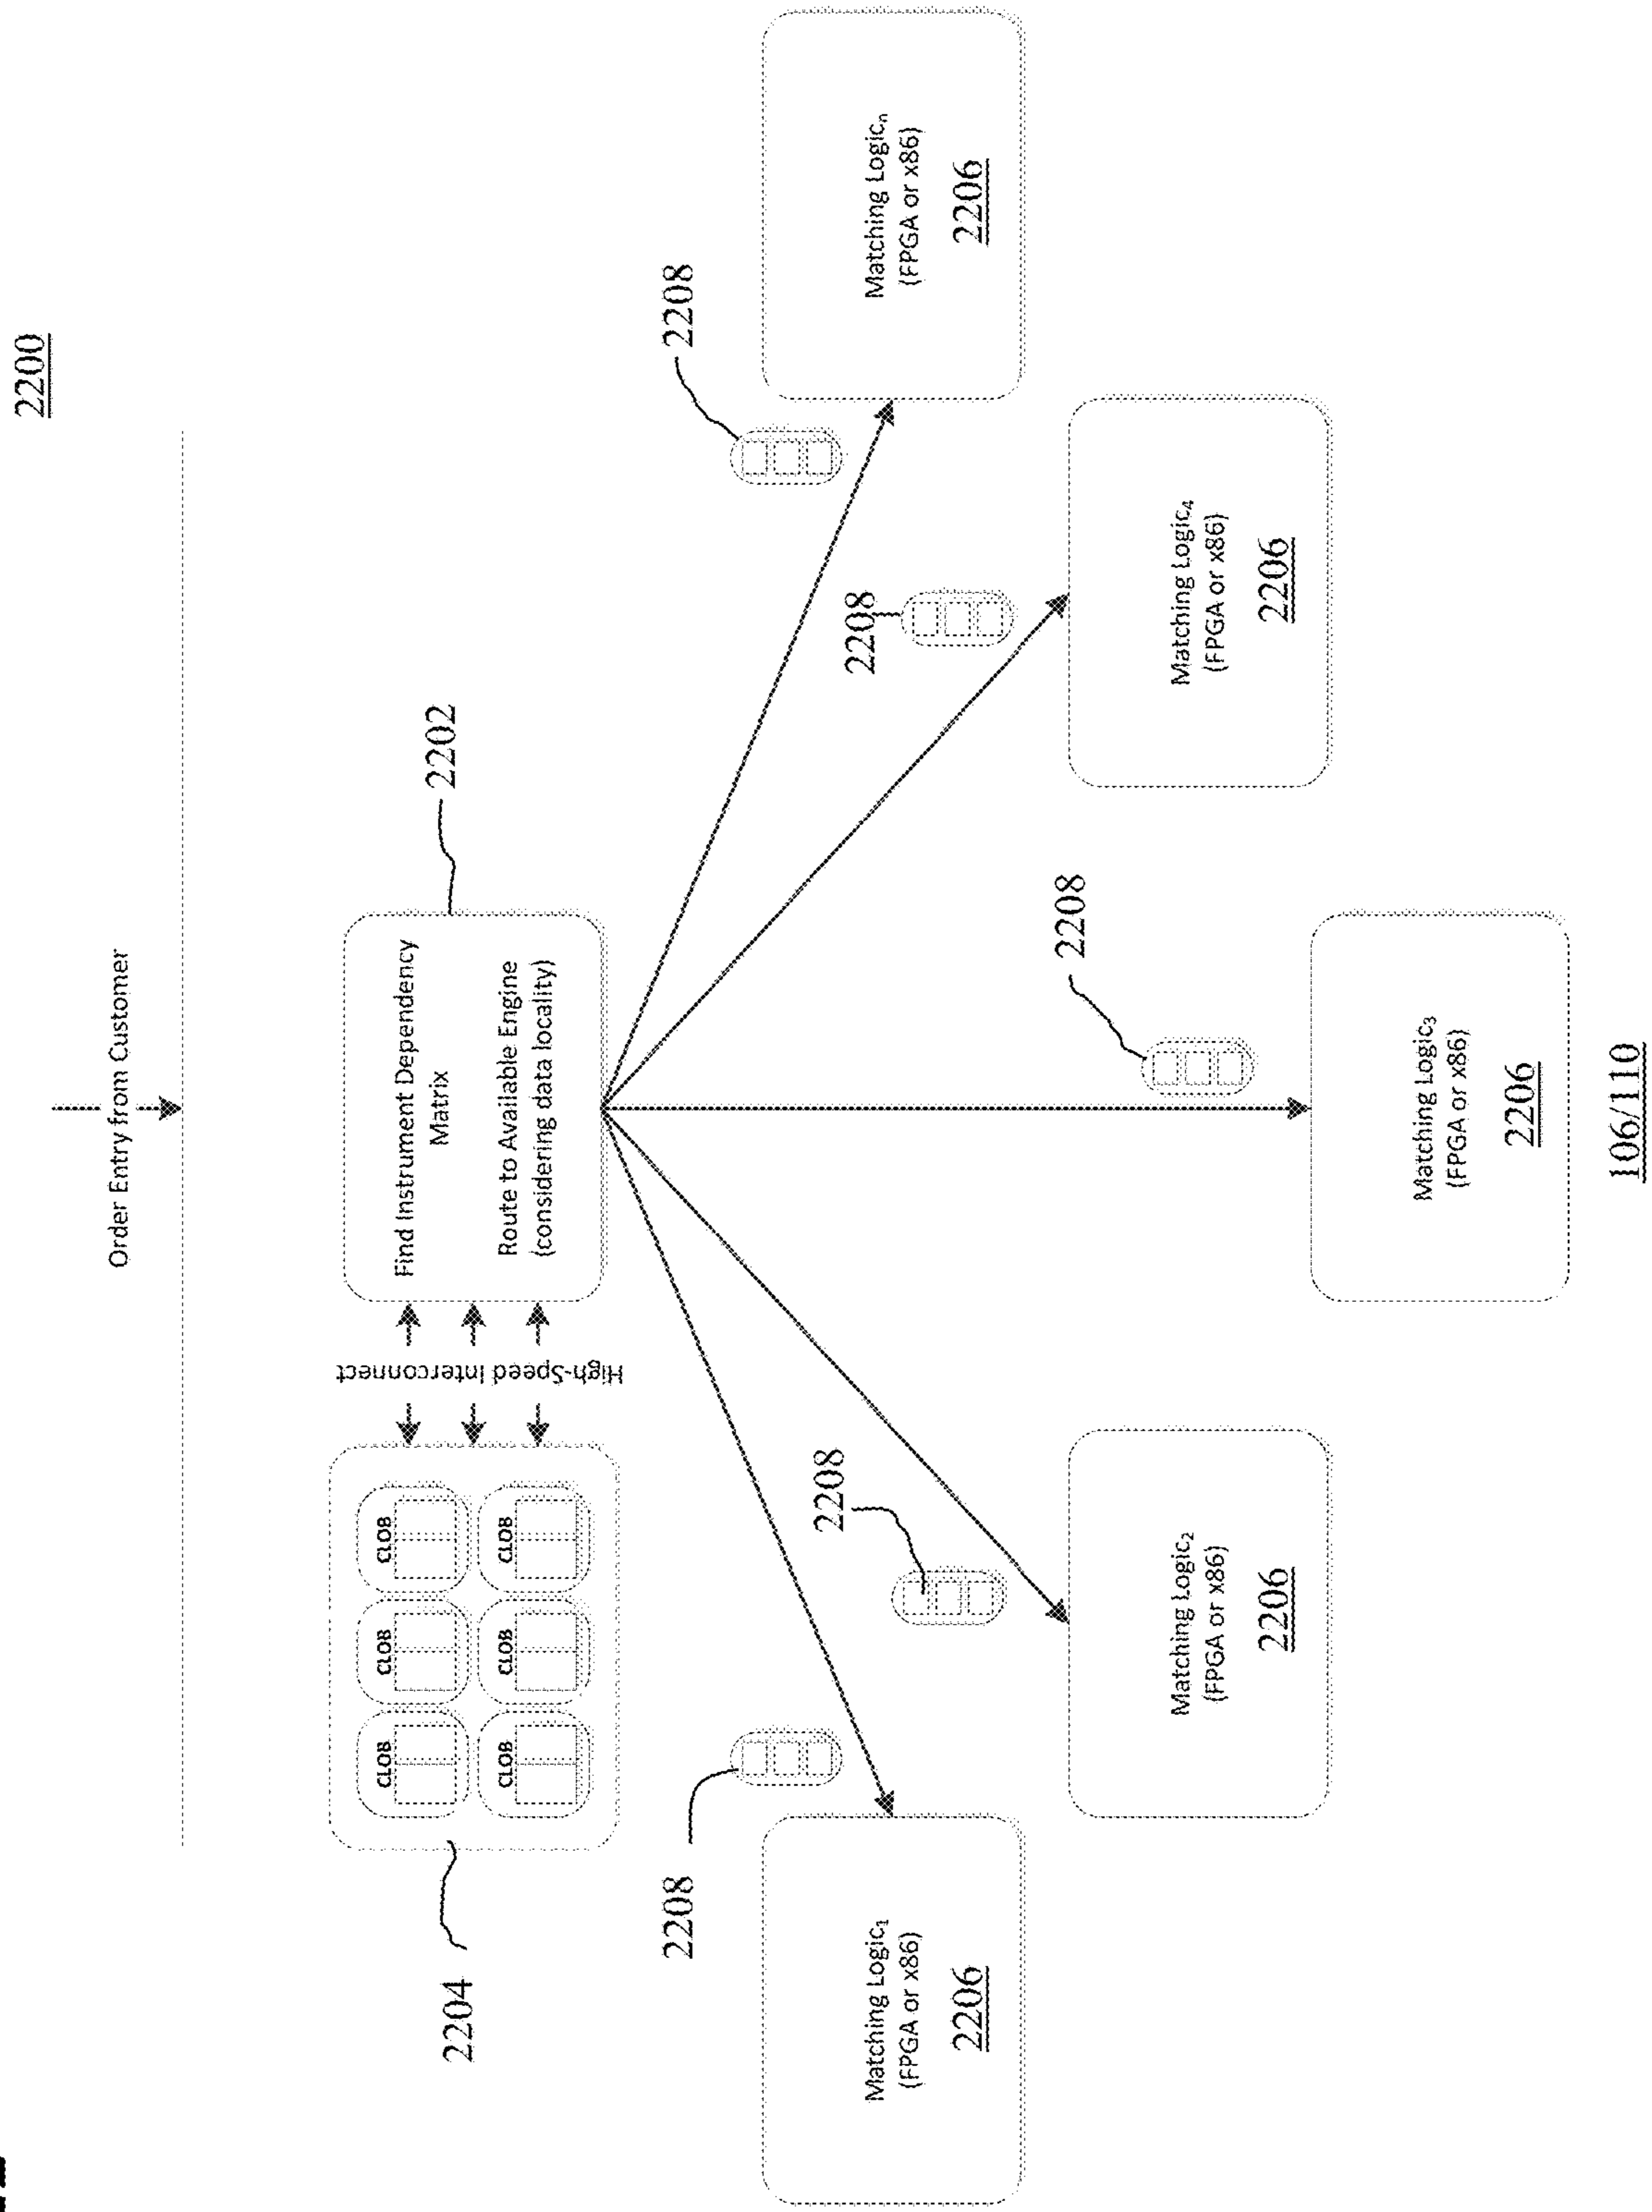 2200
Order Entry from Customer
2204
CLOB
CLOB
CLOB
CLOB
CLOB
CLOB
High-Speed Interconnect
Find Instrument Dependency
Matrix
Route to Available Engine
(considering data locality)
2202
2208
2208
2208
2208
2208
Matching Logic₁
(FPGA or x86)
2206
Matching Logic₂
(FPGA or x86)
2206
Matching Logic₃
(FPGA or x86)
2206
Matching Logic₄
(FPGA or x86)
2206
Matching Logicₙ
(FPGA or x86)
2206
106/110